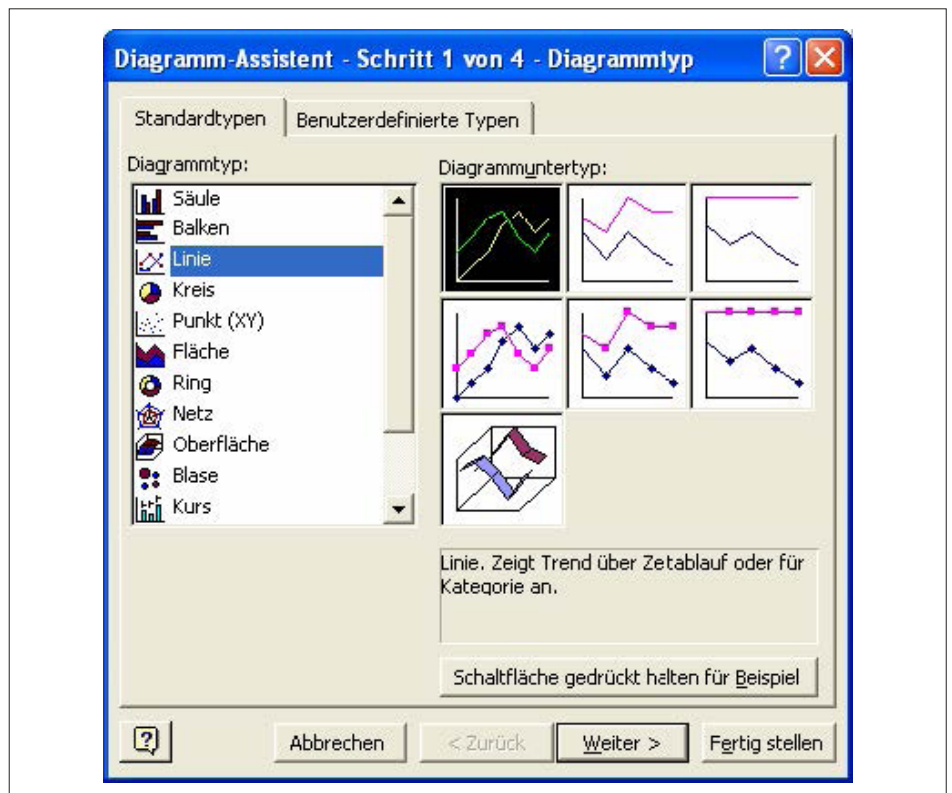 Diagramm-Assistent - Schritt 1 von 4 - Diagrammtyp
Standardtypen
Benutzerdefinierte Typen
Diagrammtyp:
Säule
Balken
Linie
Kreis
Punkt (XY)
Fläche
Ring
Netz
Oberfläche
Blase
Kurs
Diagrammuntertyp:
Linie. Zeigt Trend über Zetablauf oder für
Kategorie an.
Schaltfläche gedrückt halten für Beispiel
Abbrechen
< Zurück
Weiter >
Fertig stellen